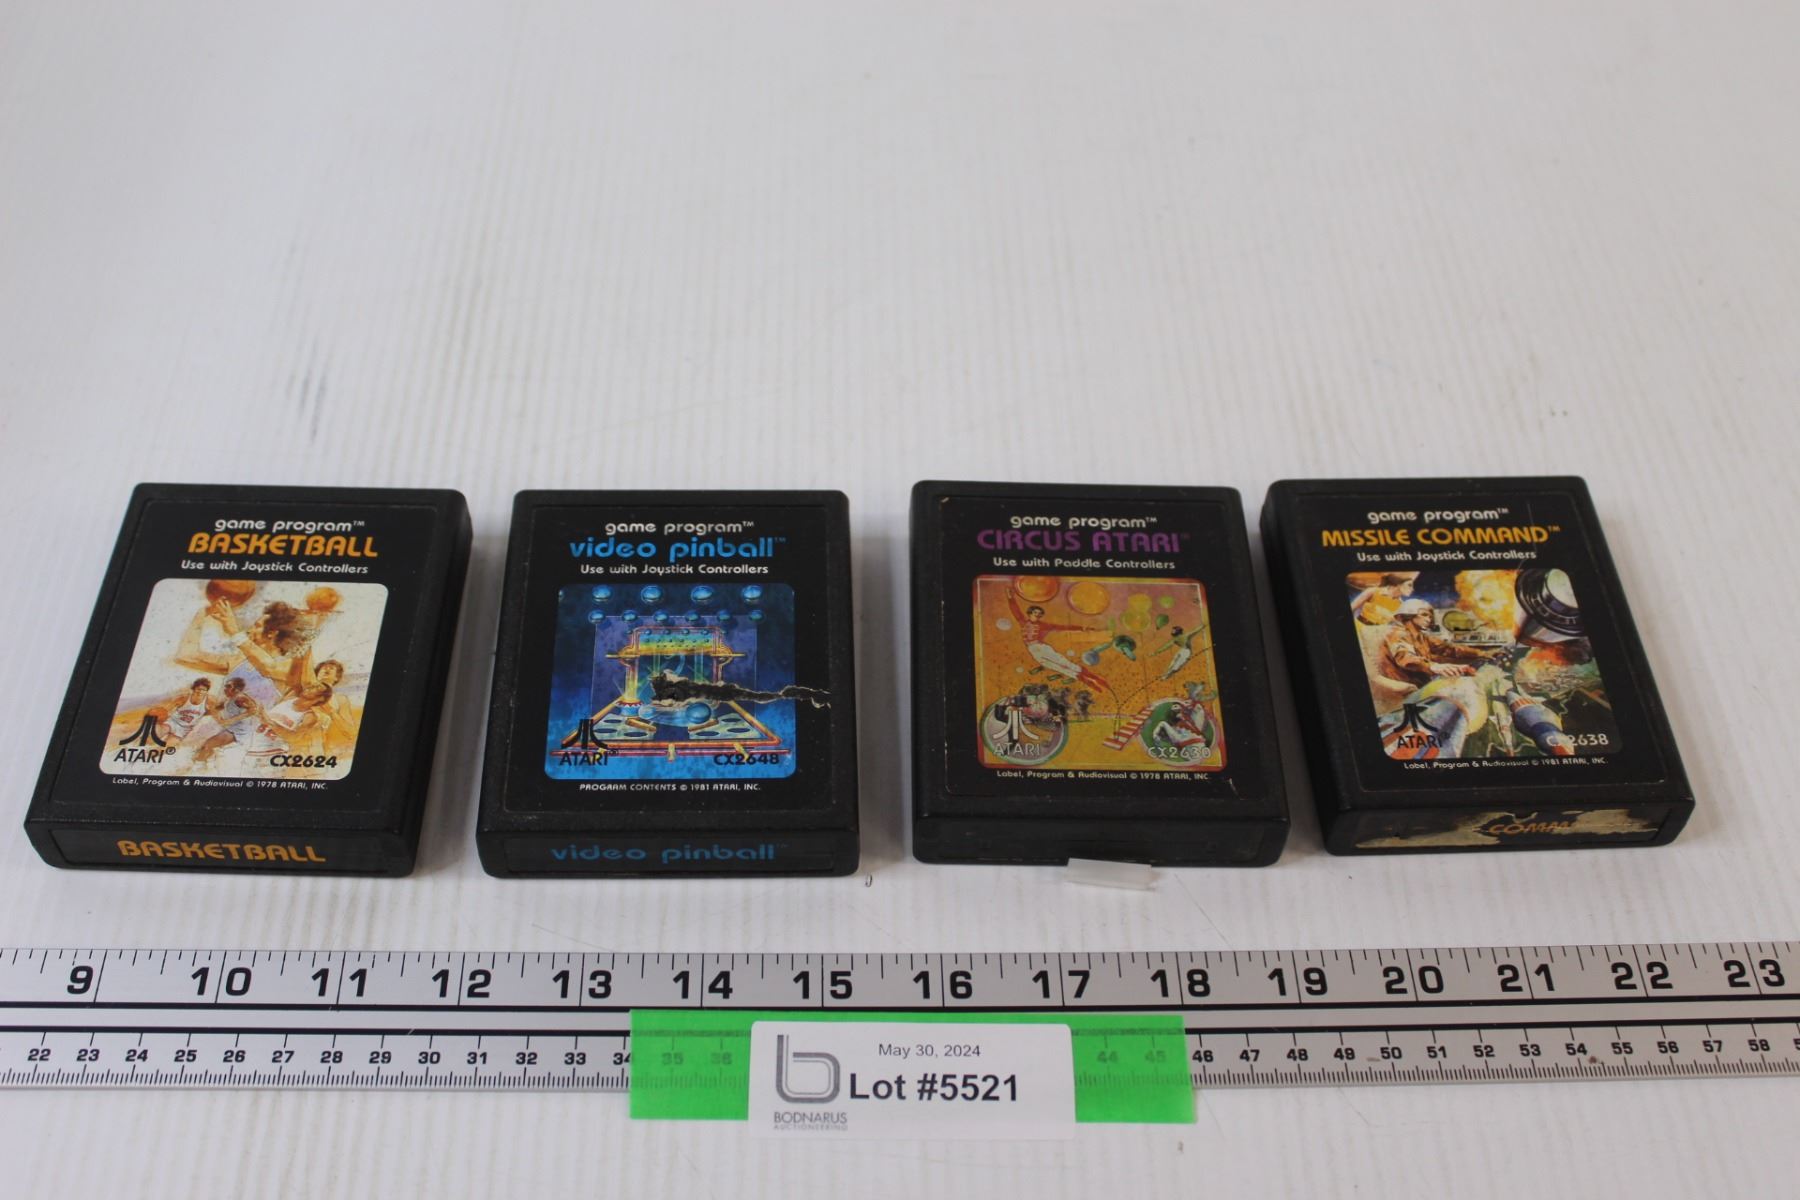 game program™
BASKETBALL
Use with Joystick Controllers
ATARI®
CX2624
Label, Program & Audiovisual © 1978 ATARI, INC.
BASKETBALL
game program™
video pinball™
Use with Joystick Controllers
ATARI
CX2648
PROGRAM CONTENTS © 1981 ATARI, INC.
video pinball™
game program™
CIRCUS ATARI™
Use with Paddle Controllers
ATARI
CX2630
Label, Program & Audiovisual © 1978 ATARI, INC.
game program™
MISSILE COMMAND™
Use with Joystick Controllers
ATARI
CX2638
Label, Program & Audiovisual © 1981 ATARI, INC.
9 10 11 12 13 14 15 16 17 18 19 20 21 22 23
22 23 24 25 26 27 28 29 30 31 32 33 34 35 36 44 45 46 47 48 49 50 51 52 53 54 55 56 57 58
May 30, 2024
Lot #5521
BODNARUS
AUCTIONEERING